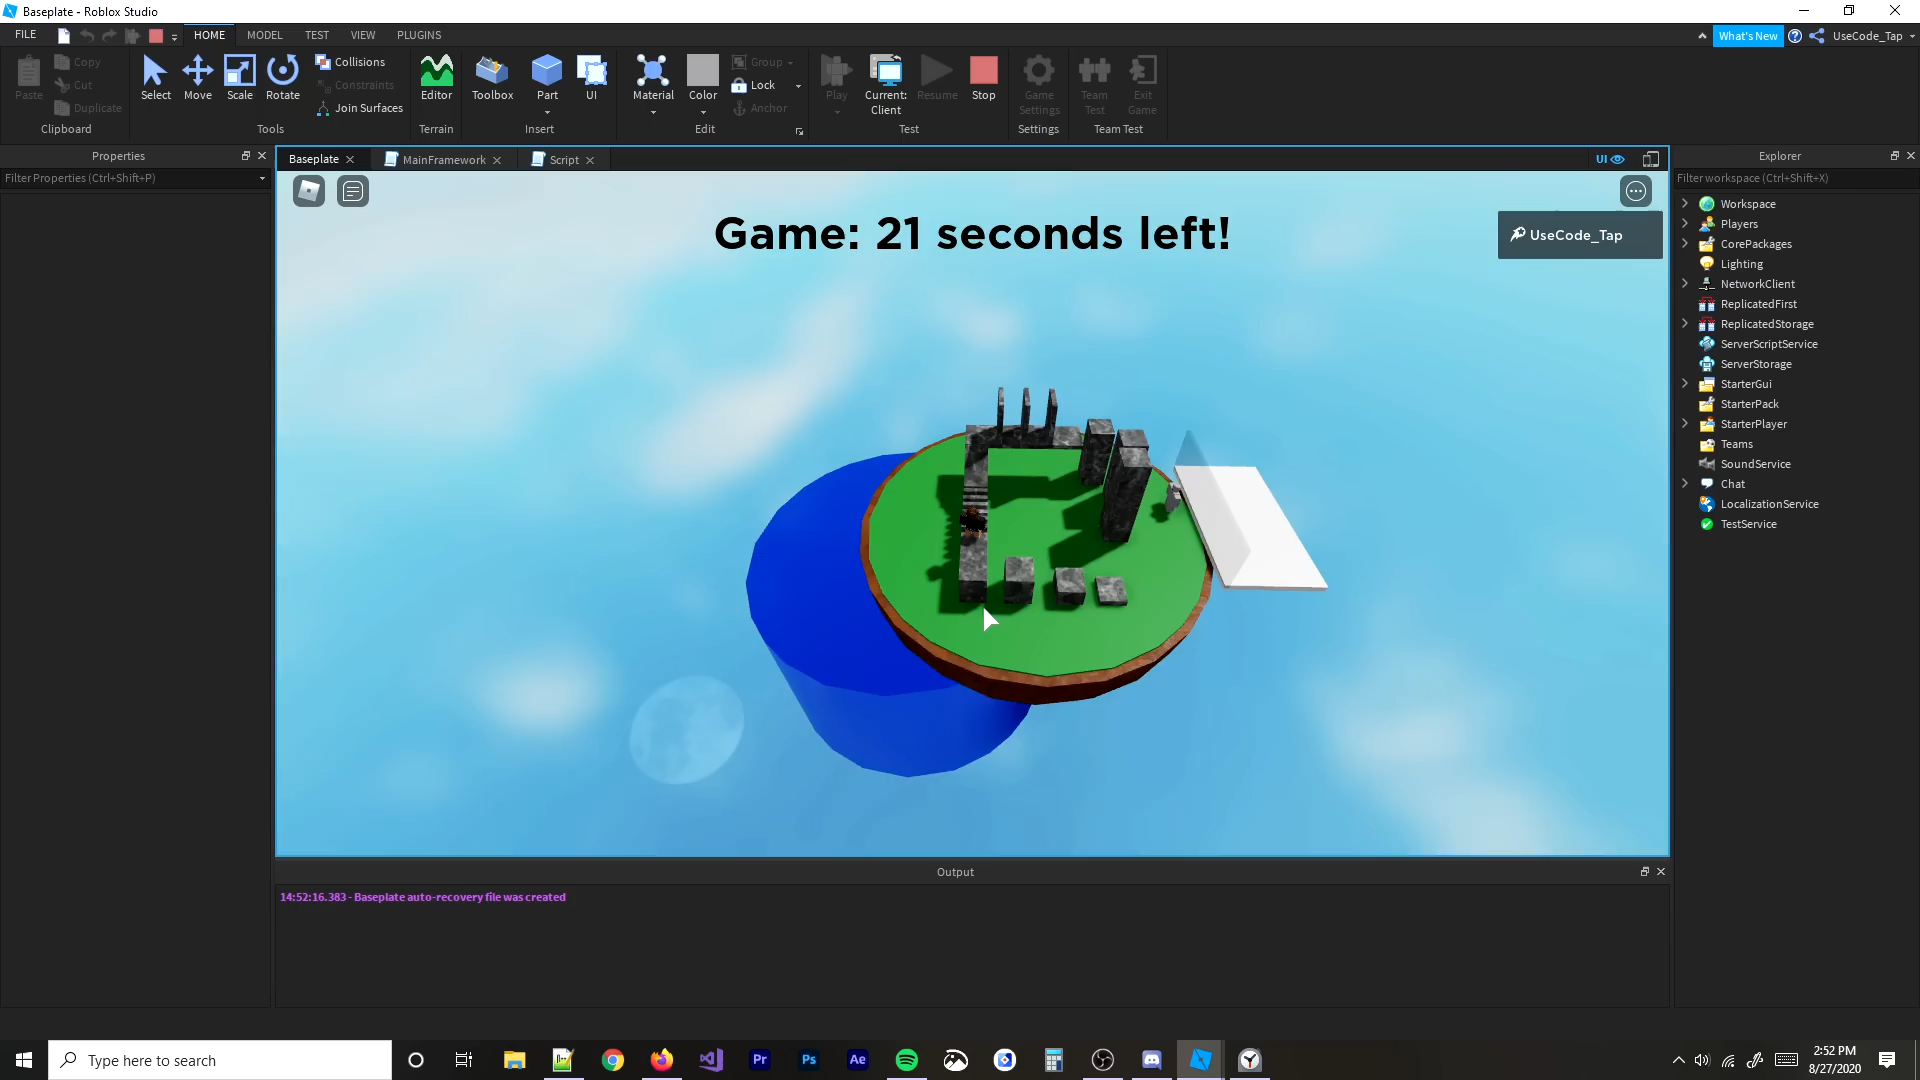 Baseplate - Roblox Studio
FILE
HOME
MODEL
TEST
VIEW
PLUGINS
What's New
UseCode_Tap
Paste
Copy
Cut
Duplicate
Clipboard
Select
Move
Scale
Rotate
Collisions
Constraints
Join Surfaces
Tools
Editor
Terrain
Toolbox
Part
UI
Insert
Material
Color
Group
Lock
Anchor
Edit
Play
Current:
Client
Resume
Stop
Test
Game
Settings
Settings
Team
Test
Exit
Game
Team Test
Properties
Filter Properties (Ctrl+Shift+P)
Baseplate
MainFramework
Script
UI
Game: 21 seconds left!
UseCode_Tap
Explorer
Filter workspace (Ctrl+Shift+X)
Workspace
Players
CorePackages
Lighting
NetworkClient
ReplicatedFirst
ReplicatedStorage
ServerScriptService
ServerStorage
StarterGui
StarterPack
StarterPlayer
Teams
SoundService
Chat
LocalizationService
TestService
Output
14:52:16.383 - Baseplate auto-recovery file was created
Type here to search
Pr
Ps
Ae
2:52 PM
8/27/2020